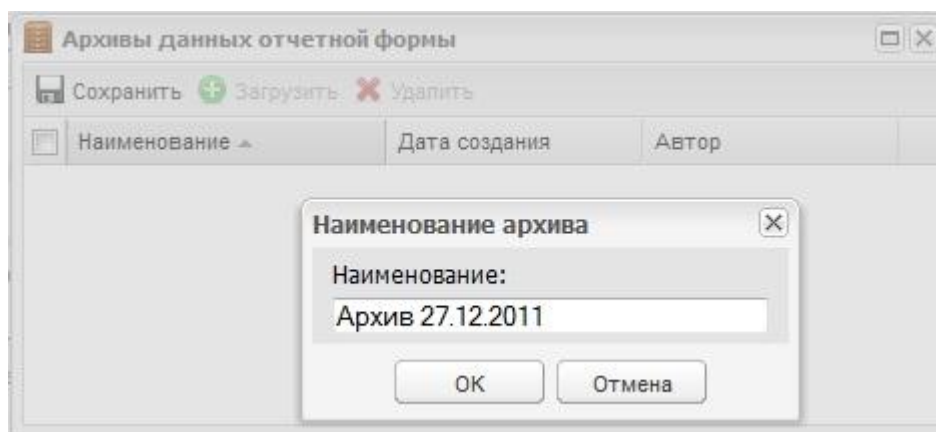 Архивы данных отчетной формы
Сохранить Загрузить Удалить
Наименование Дата создания Автор
Наименование архива
Наименование:
Архив 27.12.2011
OK Отмена